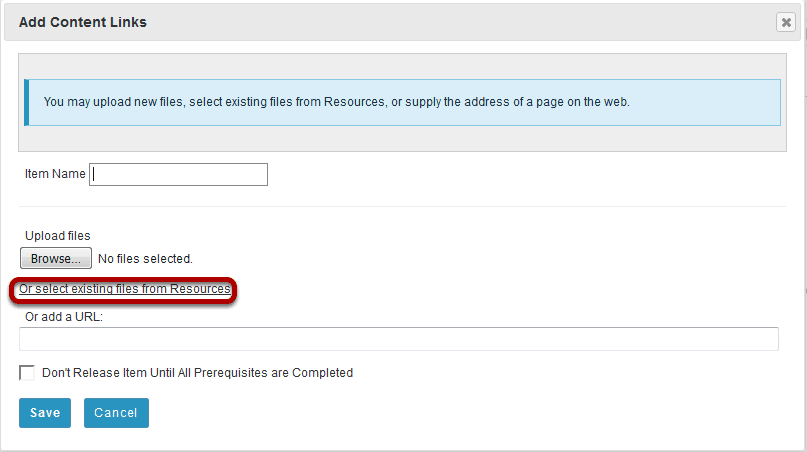 Add Content Links
You may upload new files, select existing files from Resources, or supply the address of a page on the web.
Item Name
Upload files
Browse... No files selected.
Or select existing files from Resources
Or add a URL:
Don't Release Item Until All Prerequisites are Completed
Save Cancel